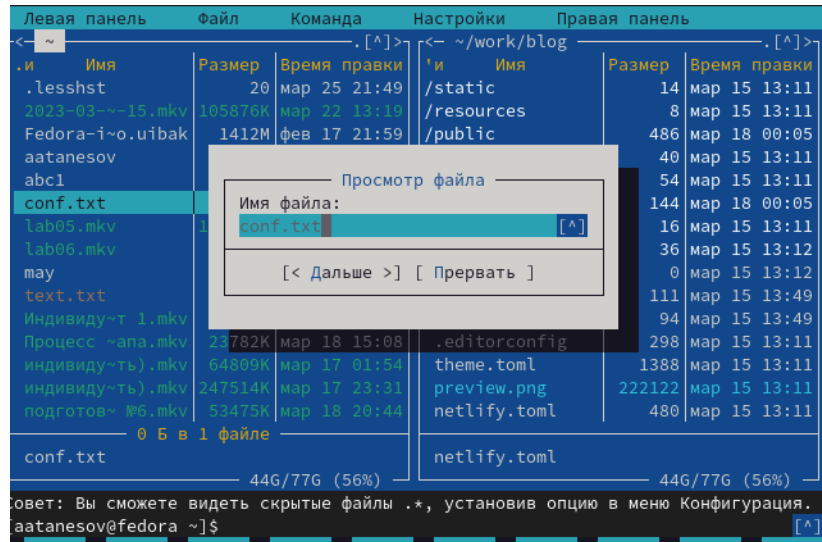 Левая панель Файл Команда Настройки Правая панель
<— ~ .[^]> <— ~/work/blog .[^]>
.и Имя Размер Время правки 'и Имя Размер Время правки
.lesshst 20 мар 25 21:49 /static 14 мар 15 13:11
2023-03-~-15.mkv 105876K мар 22 13:19 /resources 8 мар 15 13:11
Fedora-i~o.uibak 1412M фев 17 21:59 /public 486 мар 18 00:05
aatanesov 40 мар 15 13:11
abc1 Просмотр файла 54 мар 15 13:11
conf.txt Имя файла: 144 мар 18 00:05
lab05.mkv 1 conf.txt [^] 16 мар 15 13:11
lab06.mkv 36 мар 15 13:12
may [< Дальше >] [ Прервать ] 0 мар 15 13:12
text.txt 111 мар 15 13:49
Индивиду~т 1.mkv 94 мар 15 13:49
Процесс ~апа.mkv 23782K мар 18 15:08 .editorconfig 298 мар 15 13:11
индивиду~ть).mkv 64809K мар 17 01:54 theme.toml 1388 мар 15 13:11
индивиду~ть).mkv 247514K мар 17 23:31 preview.png 222122 мар 15 13:11
подготов~ №6.mkv 53475K мар 18 20:44 netlify.toml 480 мар 15 13:11
0 Б в 1 файле
conf.txt netlify.toml
44G/77G (56%) 44G/77G (56%)
Совет: Вы сможете видеть скрытые файлы .*, установив опцию в меню Конфигурация.
[aatanesov@fedora ~]$ [^]